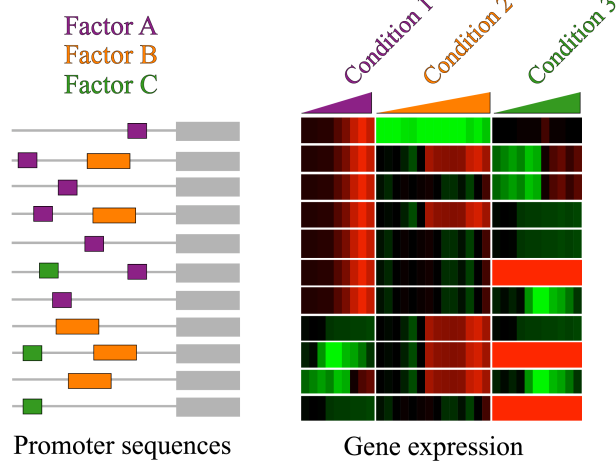 Factor A
Factor B
Factor C
Condition 1
Condition 2
Condition 3
Promoter sequences
Gene expression